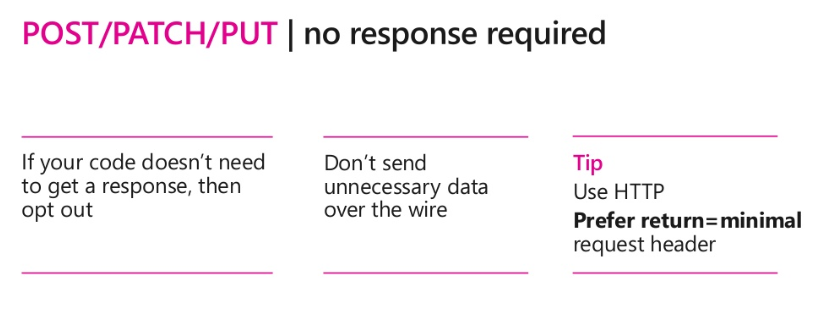 POST/PATCH/PUT | no response required
If your code doesn’t need
to get a response, then
opt out
Don’t send
unnecessary data
over the wire
Tip
Use HTTP
Prefer return=minimal
request header